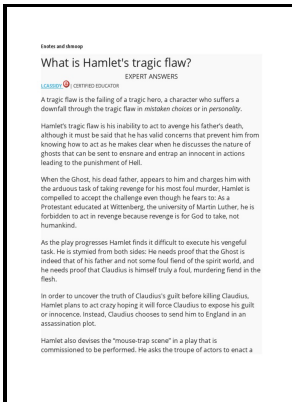 Enotes and shmoop
What is Hamlet's tragic flaw?
EXPERT ANSWERS
LCASSIDY | CERTIFIED EDUCATOR
A tragic flaw is the failing of a tragic hero, a character who suffers a
downfall through the tragic flaw in mistaken choices or in personality.
Hamlet's tragic flaw is his inability to act to avenge his father's death,
although it must be said that he has valid concerns that prevent him from
knowing how to act as he makes clear when he discusses the nature of
ghosts that can be sent to ensnare and entrap an innocent in actions
leading to the punishment of Hell.
When the Ghost, his dead father, appears to him and charges him with
the arduous task of taking revenge for his most foul murder, Hamlet is
compelled to accept the challenge even though he fears to: As a
Protestant educated at Wittenberg, the university of Martin Luther, he is
forbidden to act in revenge because revenge is for God to take, not
humankind.
As the play progresses Hamlet finds it difficult to execute his vengeful
task. He is stymied from both sides: He needs proof that the Ghost is
indeed that of his father and not some foul fiend of the spirit world, and
he needs proof that Claudius is himself truly a foul, murdering fiend in the
flesh.
In order to uncover the truth of Claudius's guilt before killing Claudius,
Hamlet plans to act crazy hoping it will force Claudius to expose his guilt
or innocence. Instead, Claudius chooses to send him to England in an
assassination plot.
Hamlet also devises the "mouse-trap scene" in a play that is
commissioned to be performed. He asks the troupe of actors to enact a